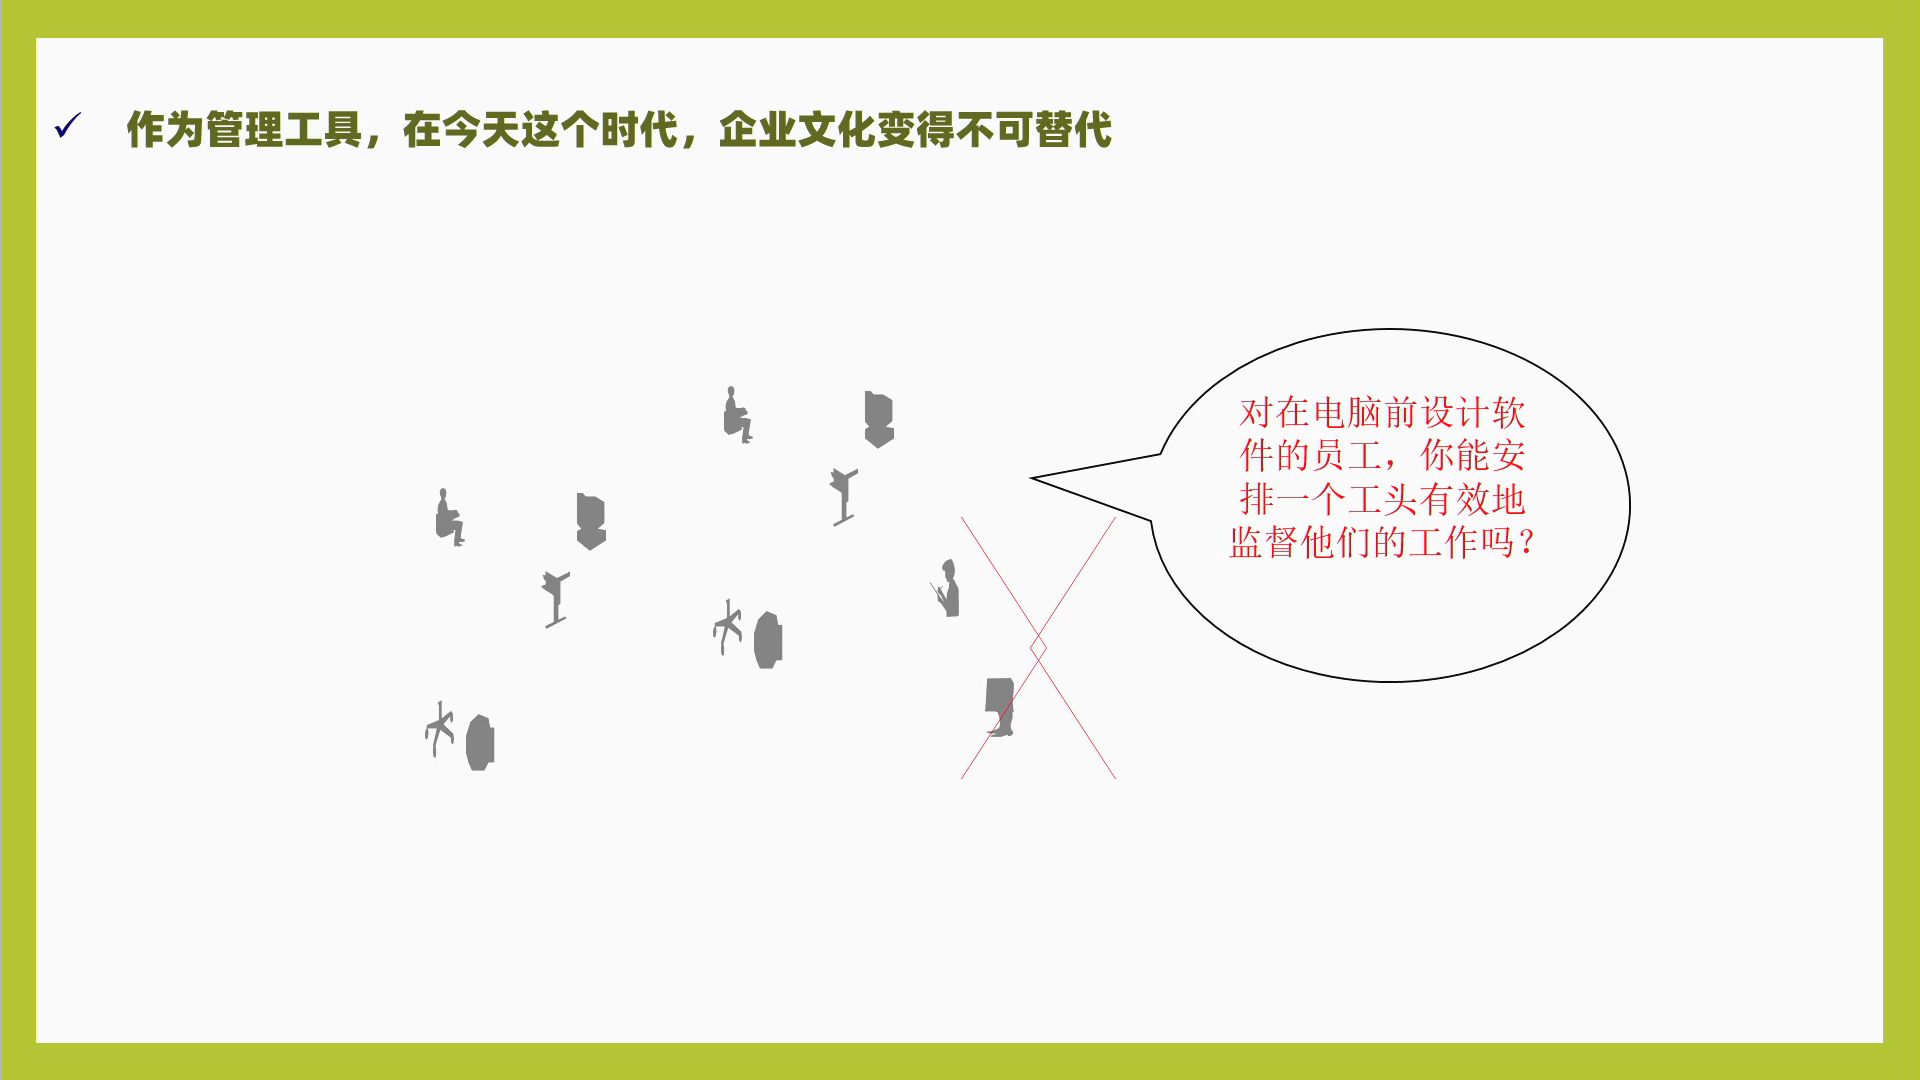 作为管理工具，在今天这个时代，企业文化变得不可替代
对在电脑前设计软
件的员工，你能安
排一个工头有效地
监督他们的工作吗？